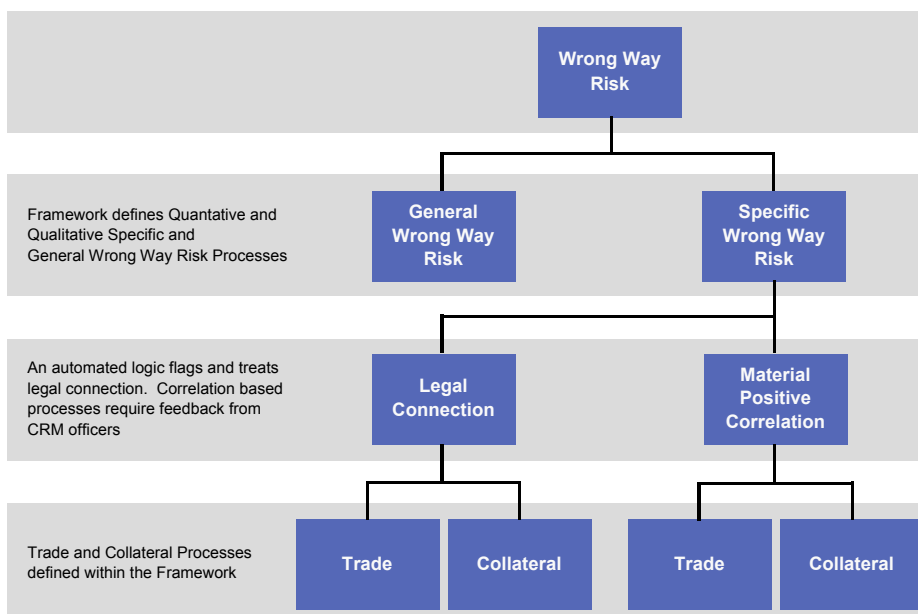 Wrong Way
Risk
Framework defines Quantative and
Qualitative Specific and
General Wrong Way Risk Processes
General
Wrong Way
Risk
Specific
Wrong Way
Risk
An automated logic flags and treats
legal connection.  Correlation based
processes require feedback from
CRM officers
Legal
Connection
Material
Positive
Correlation
Trade and Collateral Processes
defined within the Framework
Trade
Collateral
Trade
Collateral